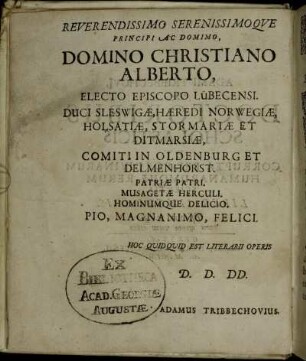 REVERENDISSIMO SERENISSIMOQVE
PRINCIPI AC DOMINO,
DOMINO CHRISTIANO
ALBERTO,
ELECTO EPISCOPO LüBECENSI.
DUCI SLESWIGÆ, HÆREDI NORWEGIÆ,
HOLSATIÆ, STORMARIÆ ET
DITMARSIÆ,
COMITI IN OLDENBURG ET
DELMENHORST.
PATRIÆ PATRI.
MUSAGETÆ HERCULI.
HOMINUMQUE DELICIO.
PIO, MAGNANIMO, FELICI.
HOC QUIDQUID EST LITERARII OPERIS
D. D. DD.
EX
BIBLIOTHECA
ACAD. GEORGIÆ
AUGUSTÆ.
ADAMUS TRIBBECHOVIUS.